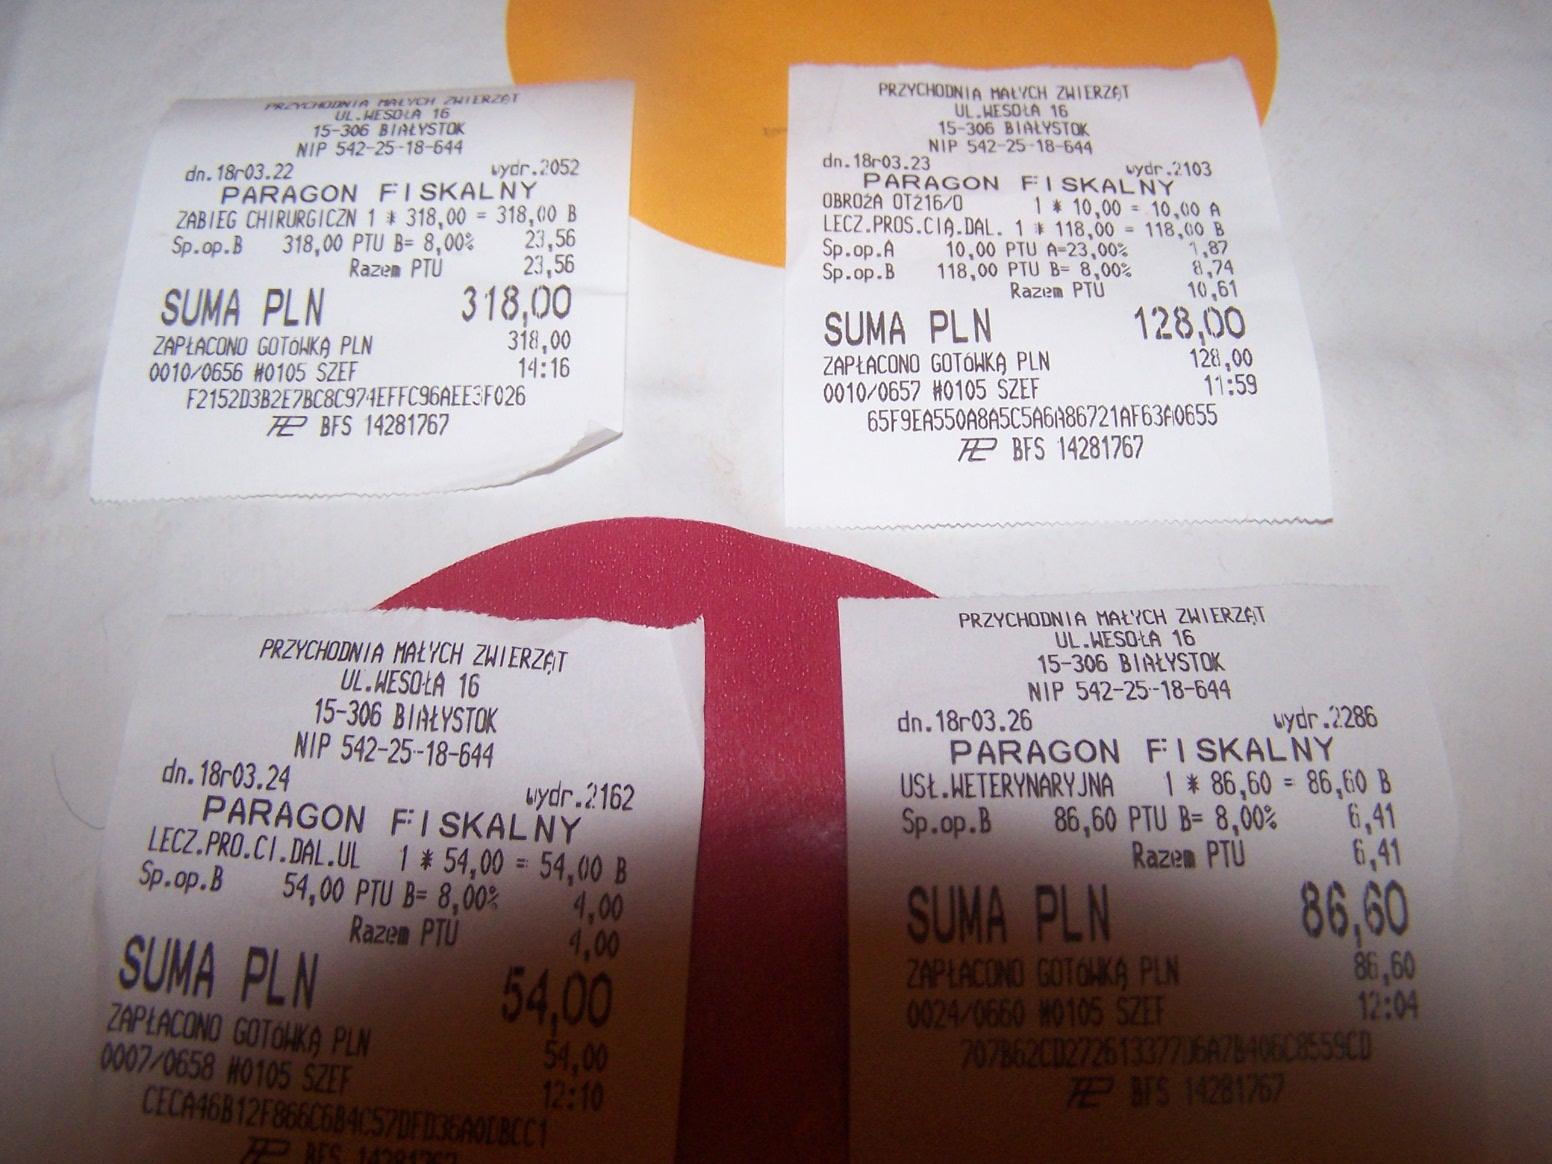 PRZYCHODNIA MAŁYCH ZWIERZĄT
UL.WESOŁA 16
15-306 BIAŁYSTOK
NIP 542-25-18-644
dn.18r03.22 wydr.2052
PARAGON FISKALNY
ZABIEG CHIRURGICZN 1 * 318,00 = 318,00 B
Sp.op.B 318,00 PTU B= 8,00% 23,56
Razem PTU 23,56
SUMA PLN 318,00
ZAPŁACONO GOTÓWKĄ PLN 318,00
0010/0656 #0105 SZEF 14:16
F2152D3B2E7BC8C974EFFC96AEE3F026
BFS 14281767
PRZYCHODNIA MAŁYCH ZWIERZĄT
UL.WESOŁA 16
15-306 BIAŁYSTOK
NIP 542-25-18-644
dn.18r03.23 wydr.2103
PARAGON FISKALNY
OBROŻA OT216/0 1 * 10,00 = 10,00 A
LECZ.PROS.CIĄ.DAL. 1 * 118,00 = 118,00 B
Sp.op.A 10,00 PTU A=23,00% 1,87
Sp.op.B 118,00 PTU B= 8,00% 8,74
Razem PTU 10,61
SUMA PLN 128,00
ZAPŁACONO GOTÓWKĄ PLN 128,00
0010/0657 #0105 SZEF 11:59
65F9EA550A8A5C5A6A86721AF63A0655
BFS 14281767
PRZYCHODNIA MAŁYCH ZWIERZĄT
UL.WESOŁA 16
15-306 BIAŁYSTOK
NIP 542-25-18-644
dn.18r03.24 wydr.2162
PARAGON FISKALNY
LECZ.PRO.CI.DAL.UL 1 * 54,00 = 54,00 B
Sp.op.B 54,00 PTU B= 8,00% 4,00
Razem PTU 4,00
SUMA PLN 54,00
ZAPŁACONO GOTÓWKĄ PLN 54,00
0007/0658 #0105 SZEF 12:10
BFS 14281767
PRZYCHODNIA MAŁYCH ZWIERZĄT
UL.WESOŁA 16
15-306 BIAŁYSTOK
NIP 542-25-18-644
dn.18r03.26 wydr.2286
PARAGON FISKALNY
USŁ.WETERYNARYJNA 1 * 86,60 = 86,60 B
Sp.op.B 86,60 PTU B= 8,00% 6,41
Razem PTU 6,41
SUMA PLN 86,60
ZAPŁACONO GOTÓWKĄ PLN 86,60
0024/0660 #0105 SZEF 12:04
BFS 14281767